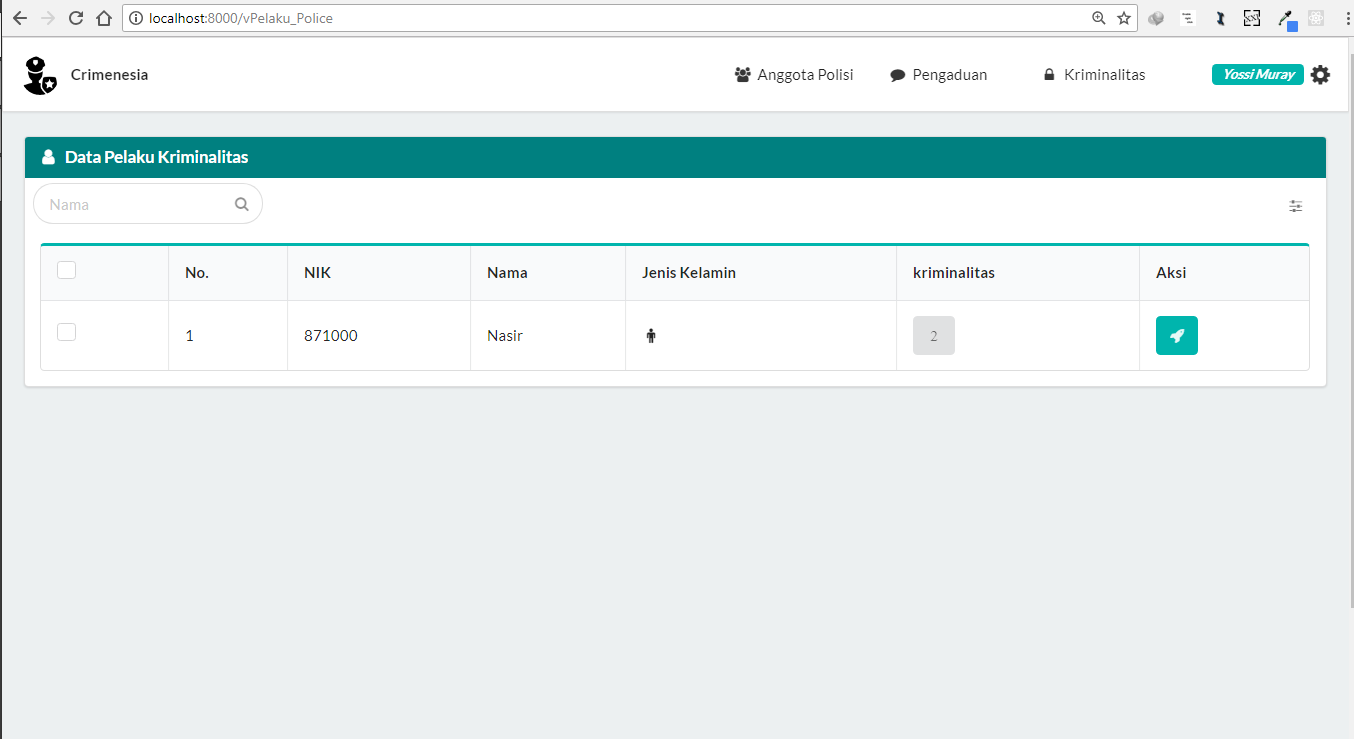 localhost:8000/vPelaku_Police
Crimenesia Anggota Polisi Pengaduan Kriminalitas Yossi Muray
Data Pelaku Kriminalitas
Nama
No. NIK Nama Jenis Kelamin kriminalitas Aksi
1 871000 Nasir 2